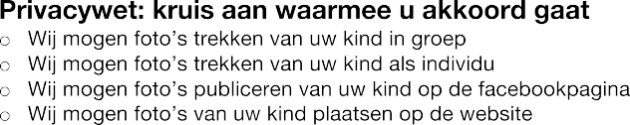 Privacywet: kruis aan waarmee u akkoord gaat
○ Wij mogen foto's trekken van uw kind in groep
○ Wij mogen foto's trekken van uw kind als individu
○ Wij mogen foto's publiceren van uw kind op de facebookpagina
○ Wij mogen foto's van uw kind plaatsen op de website